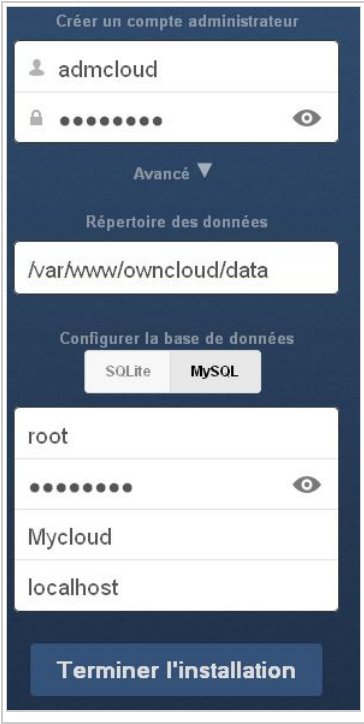 Créer un compte administrateur
admcloud
●●●●●●●●
Avancé ▼
Répertoire des données
/var/www/owncloud/data
Configurer la base de données
SQLite MySQL
root
●●●●●●●●
Mycloud
localhost
Terminer l'installation